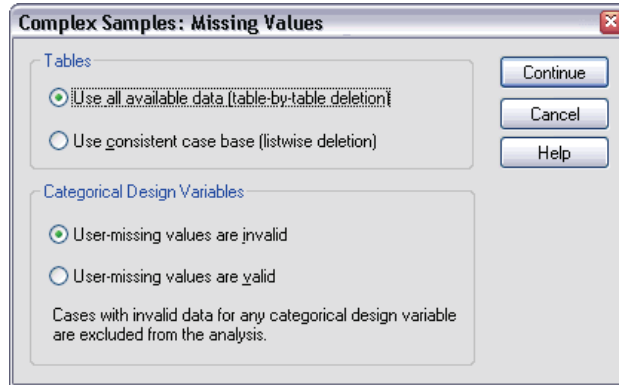 Complex Samples: Missing Values
Tables
Use all available data (table-by-table deletion)
Use consistent case base (listwise deletion)
Continue
Cancel
Help
Categorical Design Variables
User-missing values are invalid
User-missing values are valid
Cases with invalid data for any categorical design variable
are excluded from the analysis.